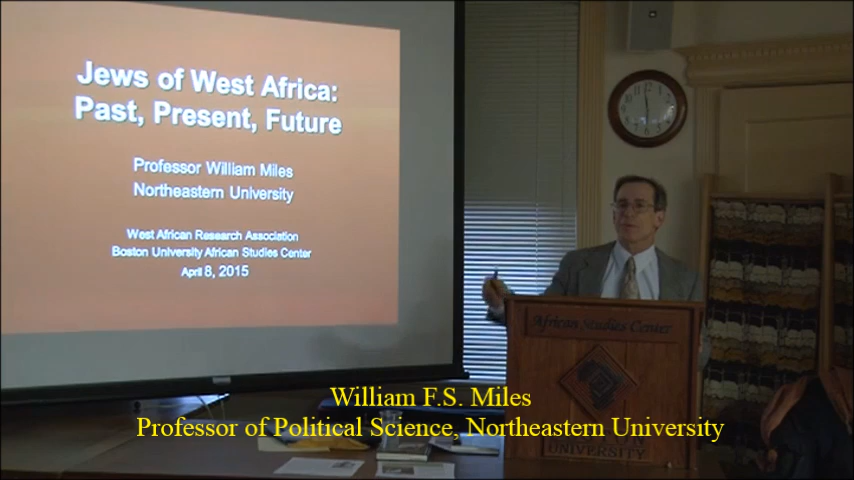 Jews of West Africa:
Past, Present, Future
Professor William Miles
Northeastern University
West African Research Association
Boston University African Studies Center
April 8, 2015
African Studies Center
UNIVERSITY
William F.S. Miles
Professor of Political Science, Northeastern University